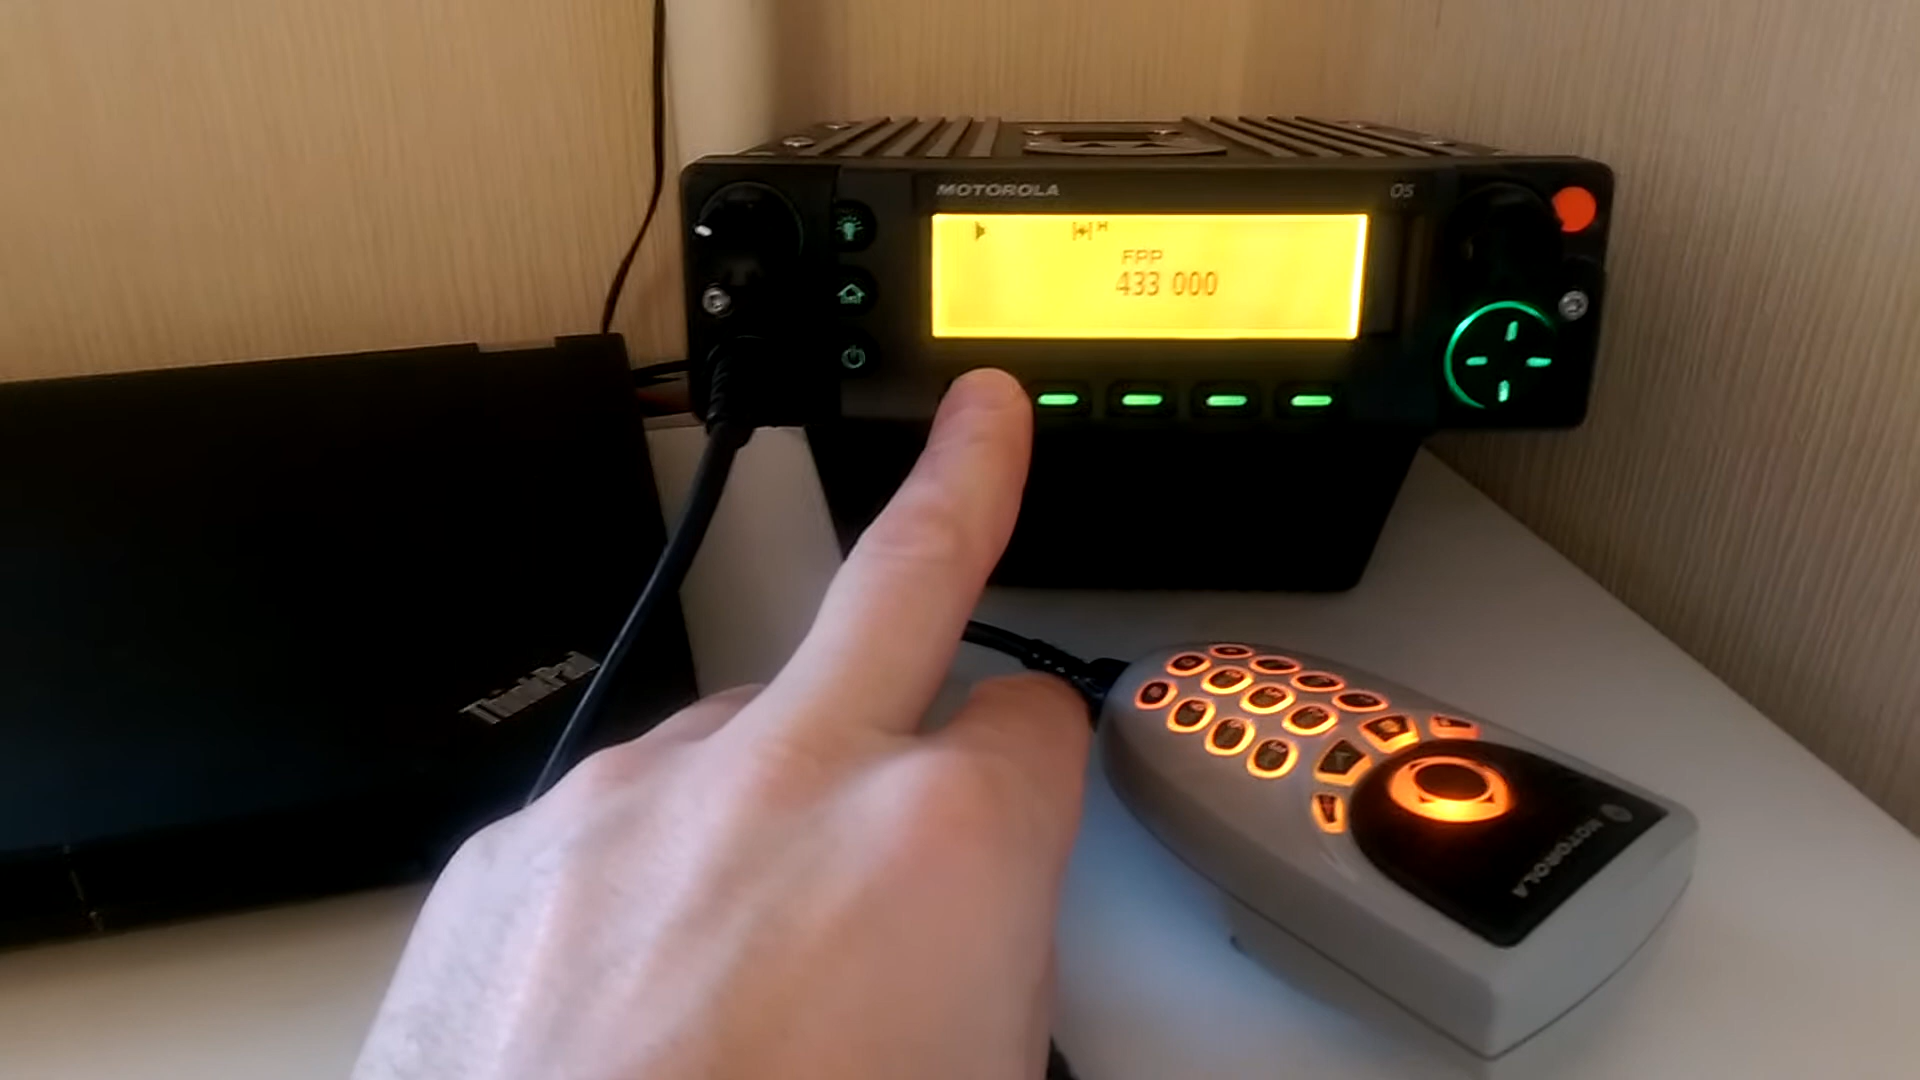 MOTOROLA
O5
FPP
433 000
ThinkPad
MOTOROLA